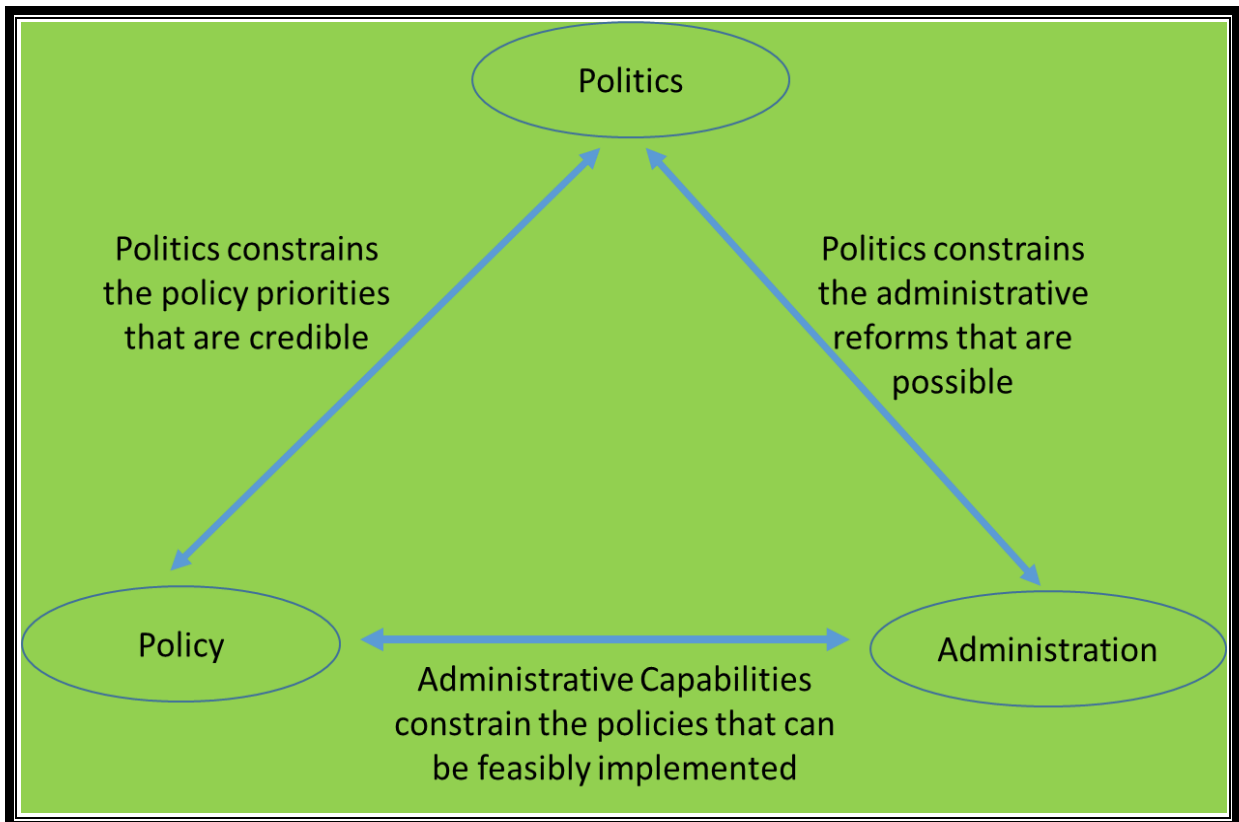 Politics
Politics constrains
the policy priorities
that are credible
Politics constrains
the administrative
reforms that are
possible
Policy
Administration
Administrative Capabilities
constrain the policies that can
be feasibly implemented